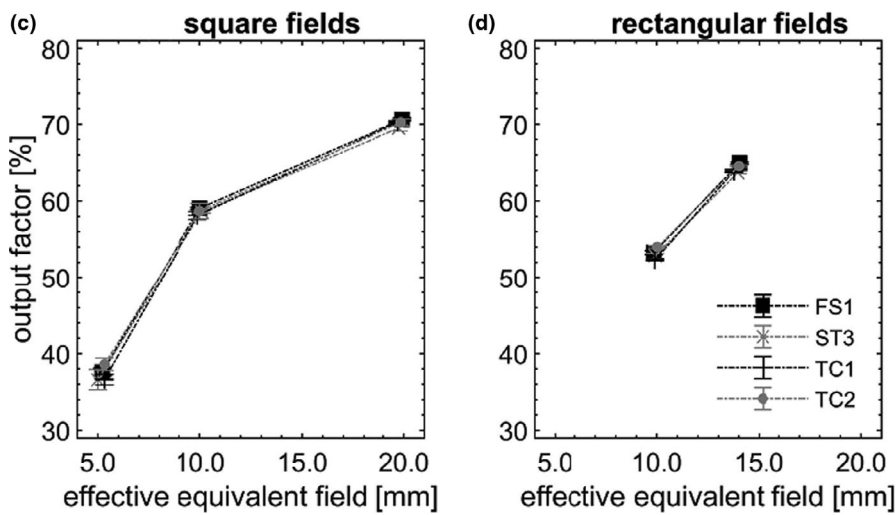 (c) square fields
80
70
60
50
40
30
output factor [%]
5.0 10.0 15.0 20.0
effective equivalent field [mm]
(d) rectangular fields
80
70
60
50
40
30
FS1
ST3
TC1
TC2
5.0 10.0 15.0 20.0
effective equivalent field [mm]